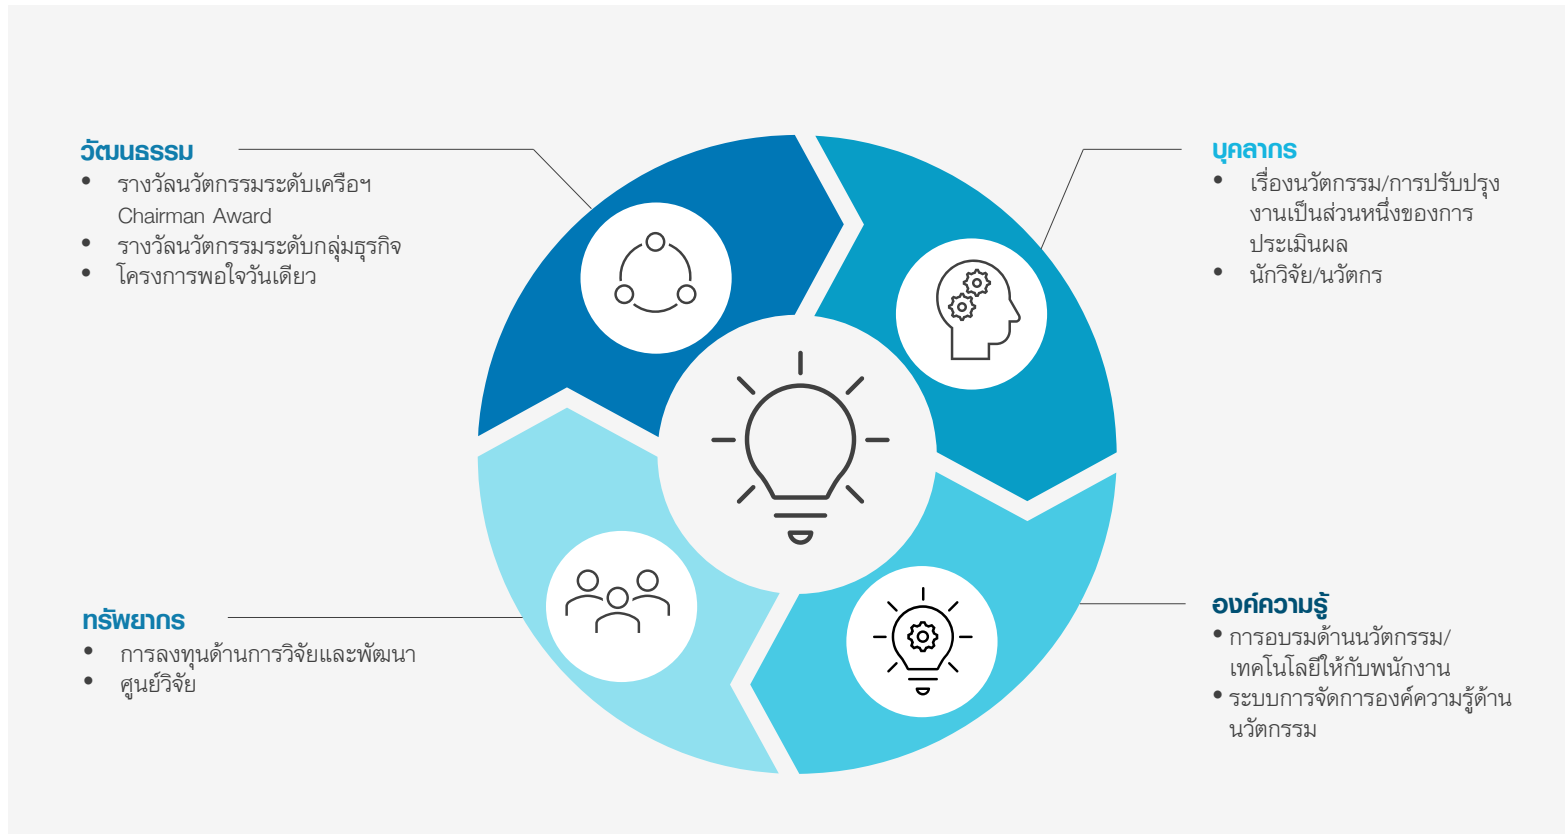 วัฒนธรรม
• รางวัลนวัตกรรมระดับเครือฯ
Chairman Award
• รางวัลนวัตกรรมระดับกลุ่มธุรกิจ
• โครงการพอใจวันเดียว
บุคลากร
• เรื่องนวัตกรรม/การปรับปรุง
งานเป็นส่วนหนึ่งของการ
ประเมินผล
• นักวิจัย/นวัตกร
ทรัพยากร
• การลงทุนด้านการวิจัยและพัฒนา
• ศูนย์วิจัย
องค์ความรู้
• การอบรมด้านนวัตกรรม/
เทคโนโลยีให้กับพนักงาน
• ระบบการจัดการองค์ความรู้ด้าน
นวัตกรรม